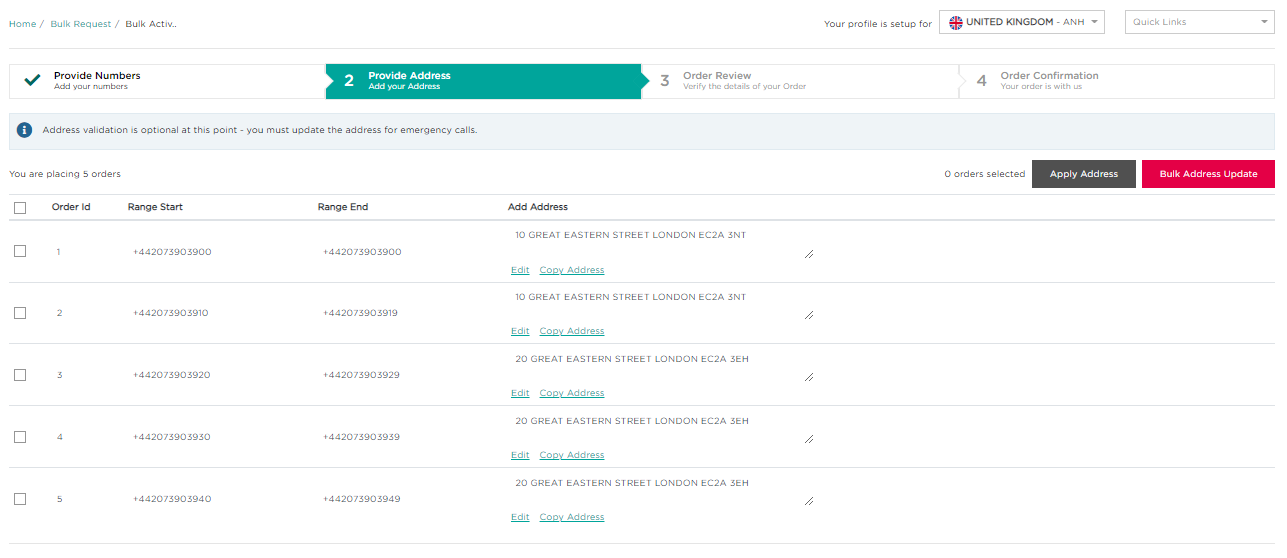 Home / Bulk Request / Bulk Activ..
Your profile is setup for UNITED KINGDOM - ANH Quick Links
Provide Numbers
Add your numbers
2 Provide Address
Add your Address
3 Order Review
Verify the details of your Order
4 Order Confirmation
Your order is with us
Address validation is optional at this point - you must update the address for emergency calls.
You are placing 5 orders
0 orders selected Apply Address Bulk Address Update
Order Id Range Start Range End Add Address
1 +442073903900 +442073903900 10 GREAT EASTERN STREET LONDON EC2A 3NT
Edit Copy Address
2 +442073903910 +442073903919 10 GREAT EASTERN STREET LONDON EC2A 3NT
Edit Copy Address
3 +442073903920 +442073903929 20 GREAT EASTERN STREET LONDON EC2A 3EH
Edit Copy Address
4 +442073903930 +442073903939 20 GREAT EASTERN STREET LONDON EC2A 3EH
Edit Copy Address
5 +442073903940 +442073903949 20 GREAT EASTERN STREET LONDON EC2A 3EH
Edit Copy Address